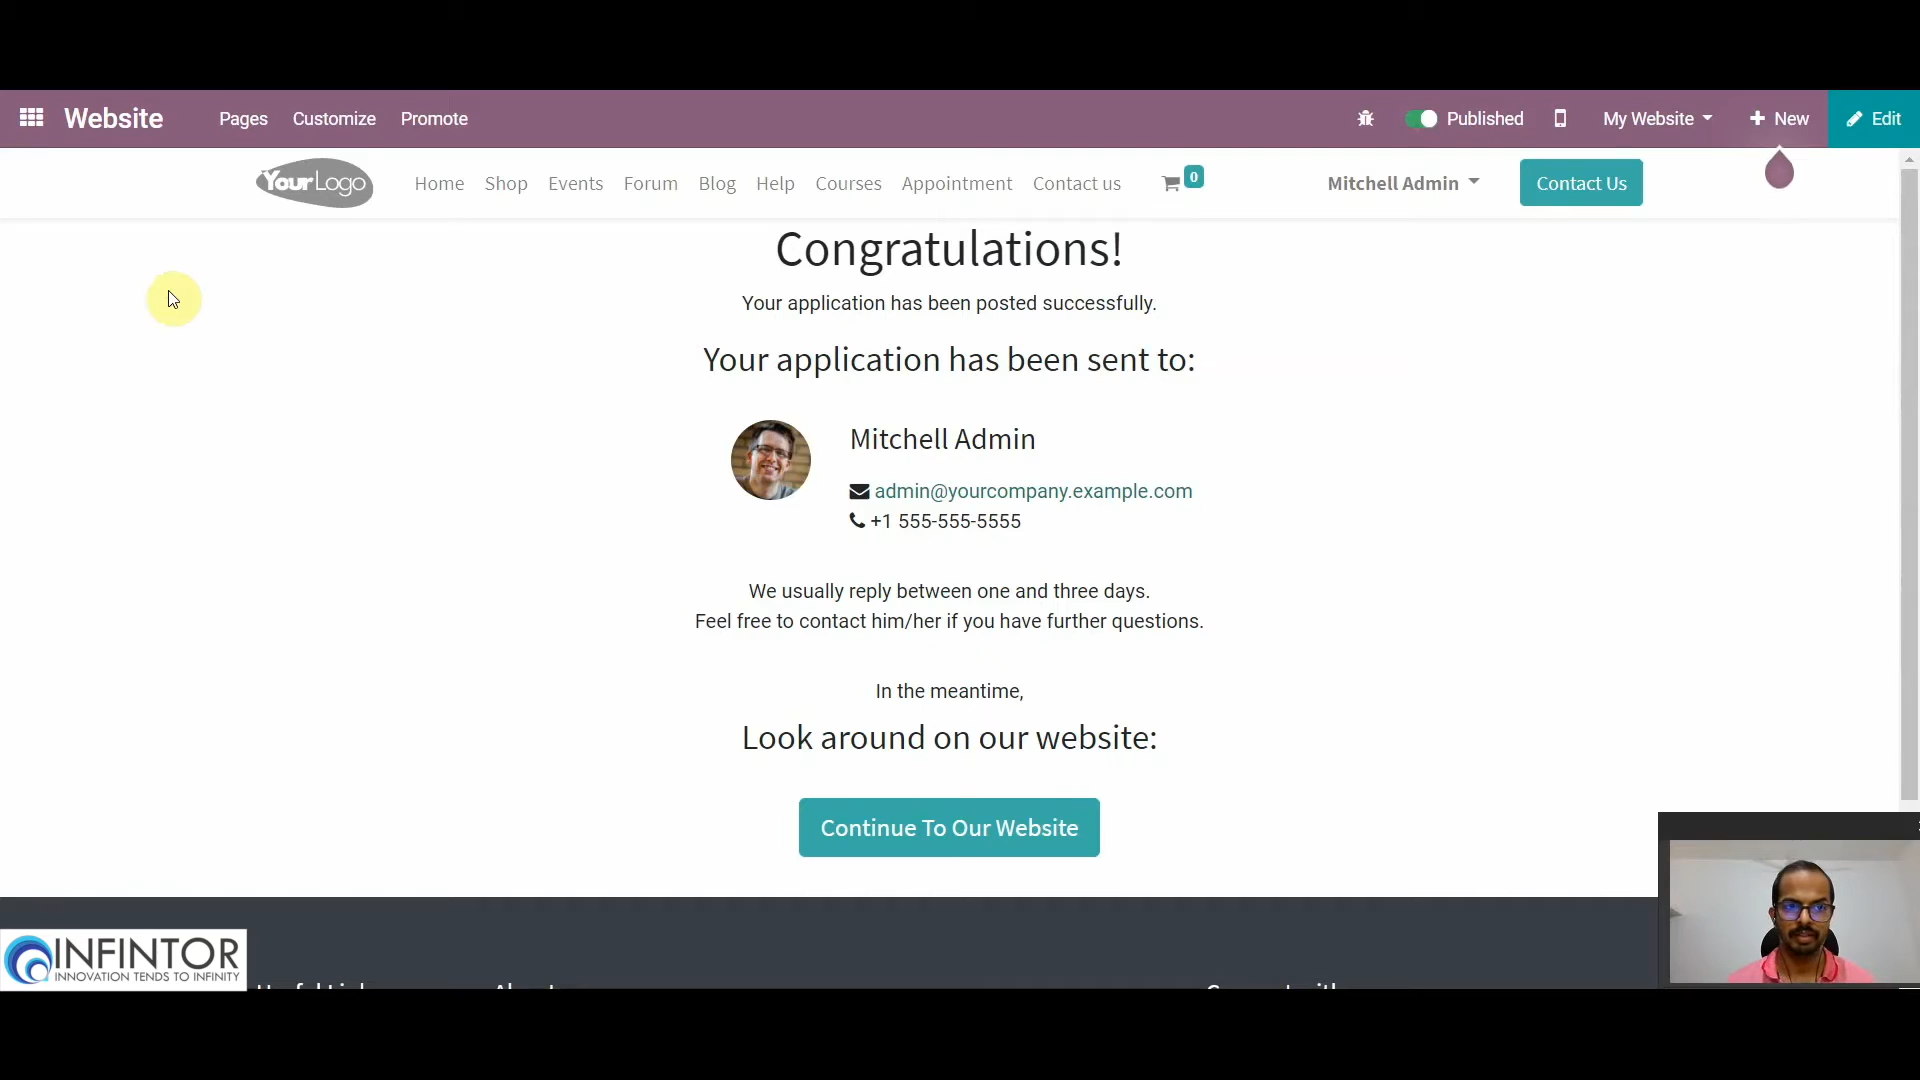 Website Pages Customize Promote Published My Website New Edit
YourLogo Home Shop Events Forum Blog Help Courses Appointment Contact us 0 Mitchell Admin Contact Us
Congratulations!
Your application has been posted successfully.
Your application has been sent to:
Mitchell Admin
admin@yourcompany.example.com
+1 555-555-5555
We usually reply between one and three days.
Feel free to contact him/her if you have further questions.
In the meantime,
Look around on our website:
Continue To Our Website
INFINTOR
INNOVATION TENDS TO INFINITY